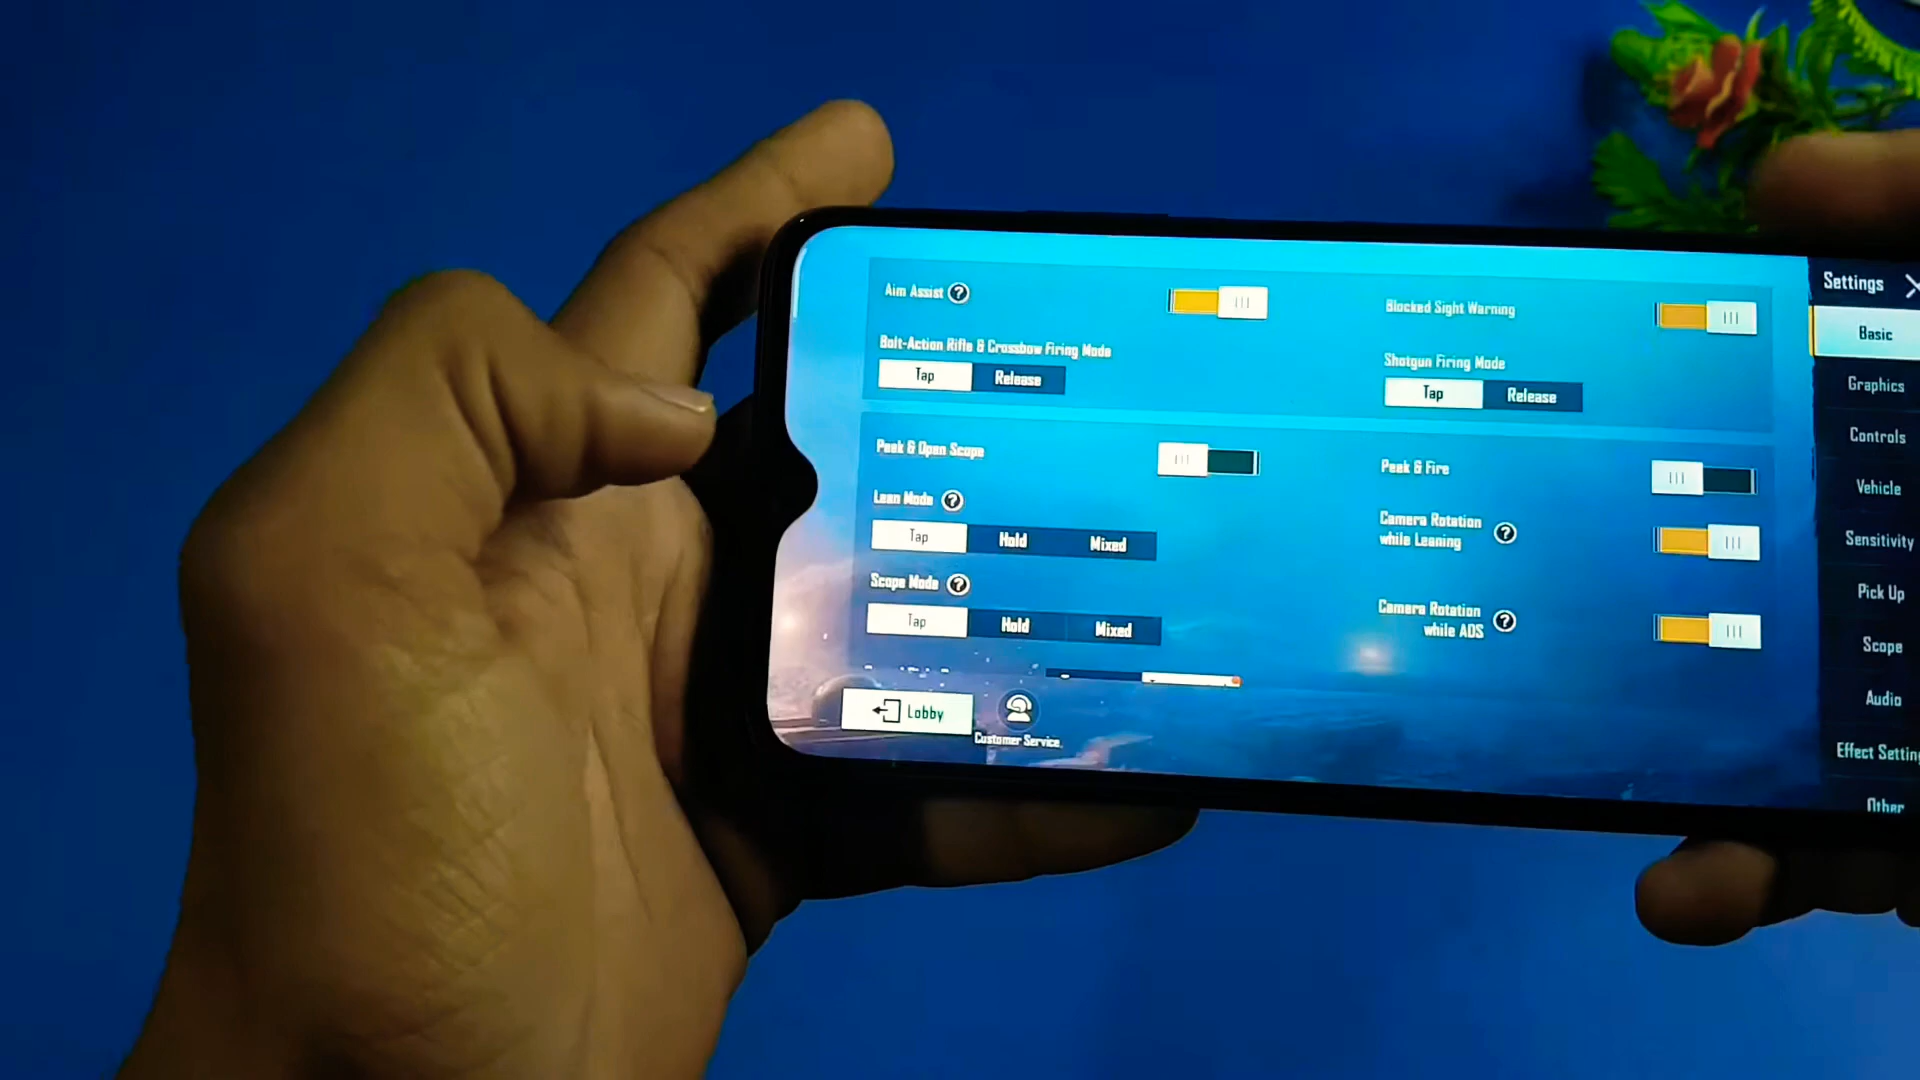 Aim Assist ?
Blocked Sight Warning
Settings
Basic
Bolt-Action Rifle & Crossbow Firing Mode
Tap Release
Shotgun Firing Mode
Tap Release
Graphics
Controls
Peek & Open Scope
Peek & Fire
Vehicle
Lean Mode ?
Tap Hold Mixed
Camera Rotation
while Leaning ?
Sensitivity
Pick Up
Scope Mode ?
Tap Hold Mixed
Camera Rotation
while ADS ?
Scope
Audio
Lobby
Customer Service
Effect Setting
Other